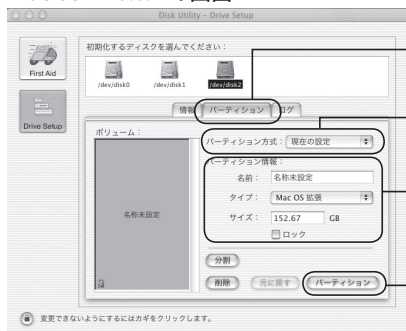 Disk Utility – Drive Setup
First Aid
Drive Setup
初期化するディスクを選んでください：
/dev/disk0
/dev/disk1
/dev/disk2
情報
パーティション
ログ
ボリューム：
名称未設定
パーティション方式：
現在の設定
パーティション情報：
名前：
名称未設定
タイプ：
Mac OS 拡張
サイズ：
152.67
GB
ロック
分割
削除
元に戻す
パーティション
変更できないようにするにはカギをクリックします。